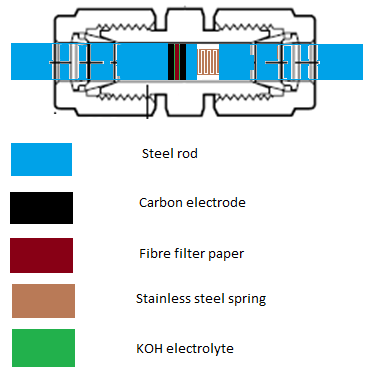 Steel rod
Carbon electrode
Fibre filter paper
Stainless steel spring
KOH electrolyte